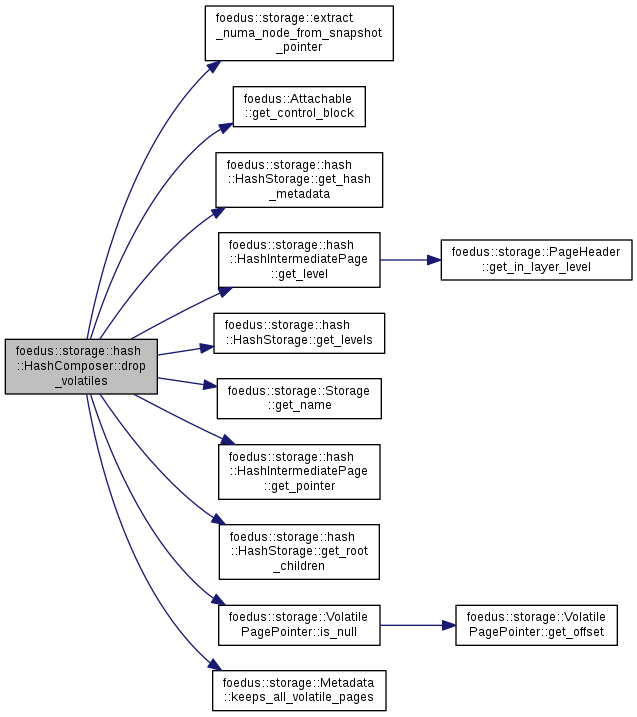 foedus::storage::extract
_numa_node_from_snapshot
_pointer
foedus::Attachable
::get_control_block
foedus::storage::hash
::HashStorage::get_hash
_metadata
foedus::storage::hash
::HashIntermediatePage
::get_level
foedus::storage::PageHeader
::get_in_layer_level
foedus::storage::hash
::HashStorage::get_levels
foedus::storage::hash
::HashComposer::drop
_volatiles
foedus::storage::Storage
::get_name
foedus::storage::hash
::HashIntermediatePage
::get_pointer
foedus::storage::hash
::HashStorage::get_root
_children
foedus::storage::Volatile
PagePointer::is_null
foedus::storage::Volatile
PagePointer::get_offset
foedus::storage::Metadata
::keeps_all_volatile_pages